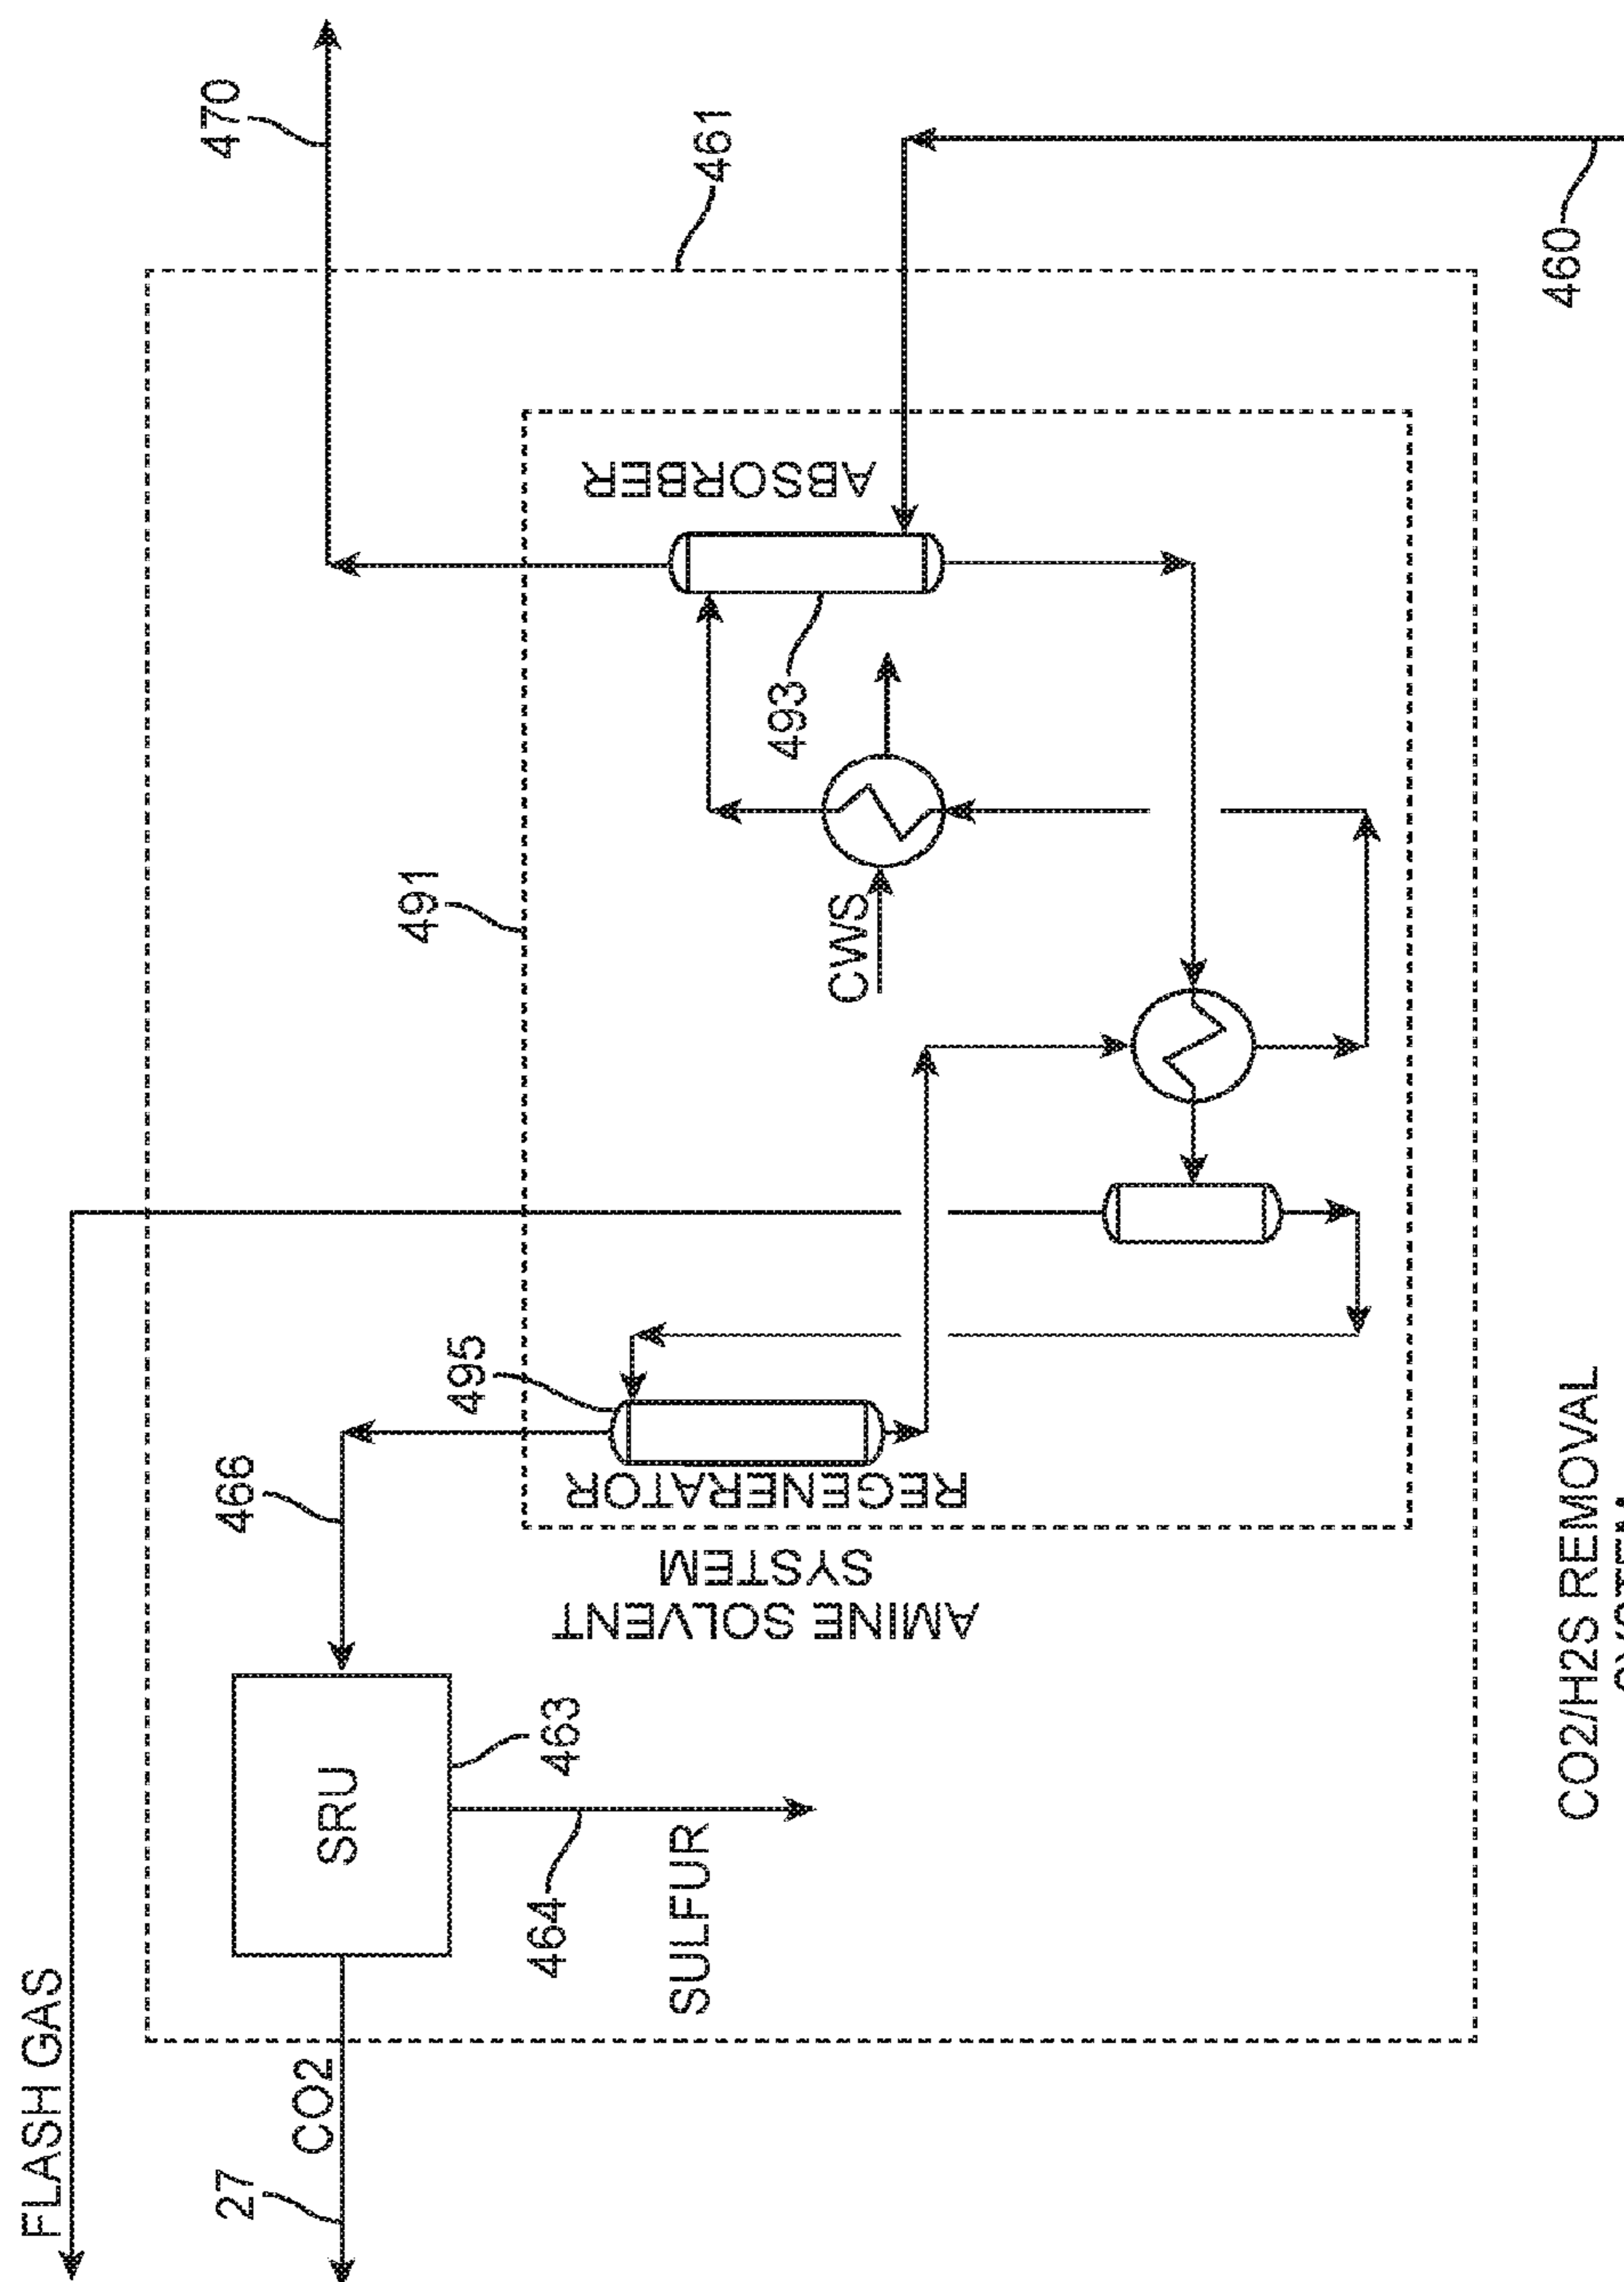 FLASH GAS
27
466
470
CO2
SRU
491
495
464
463
SULFUR
461
AMINE SOLVENT
SYSTEM
REGENERATOR
ABSORBER
493
CWS
460
CO2/H2S REMOVAL